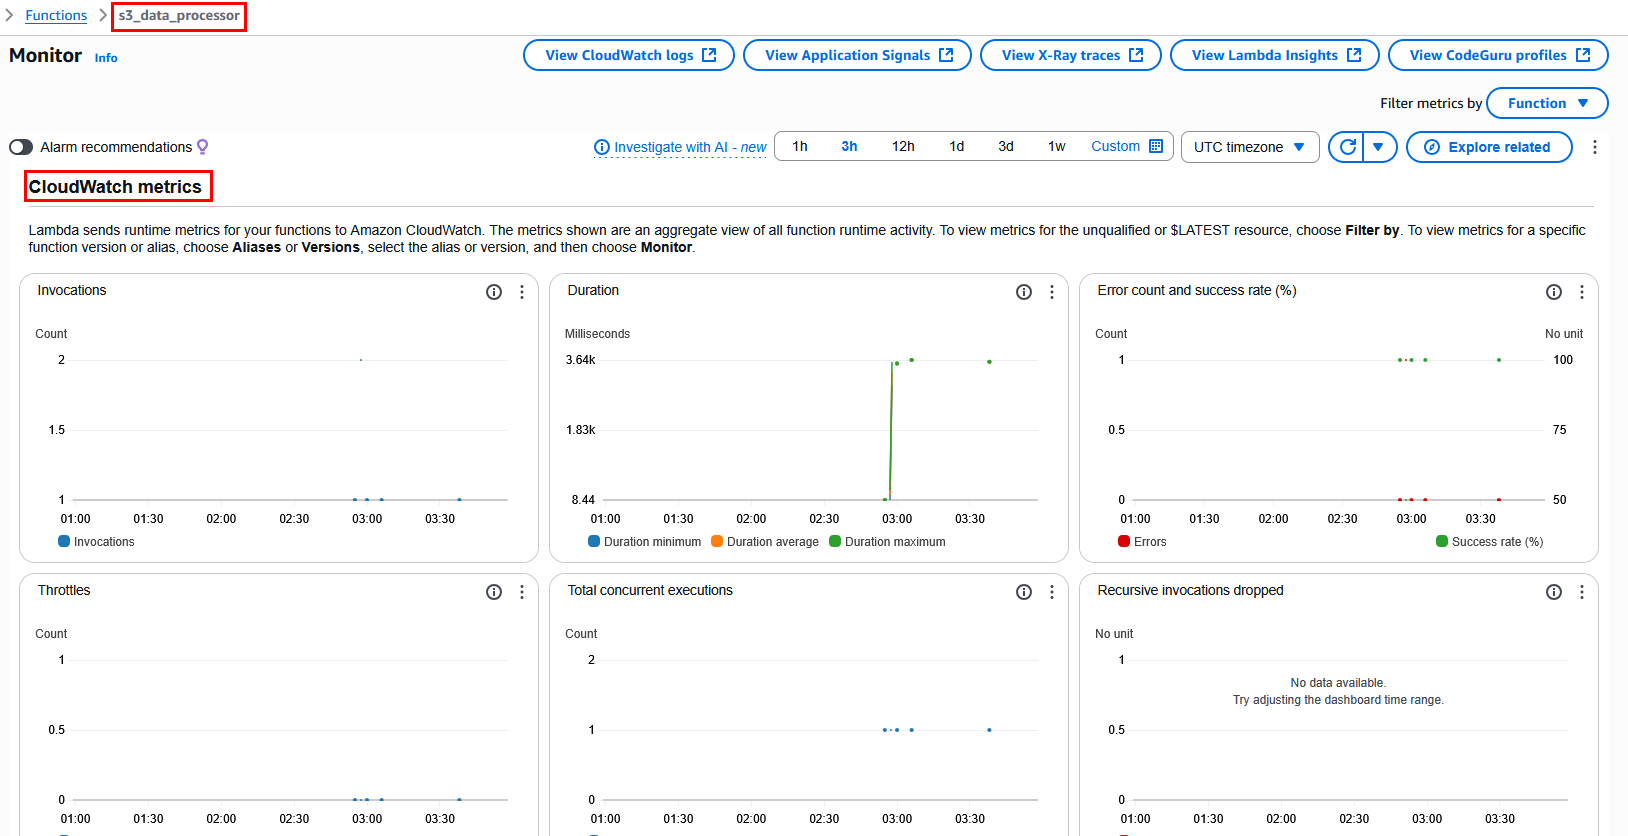 Functions s3_data_processor
Monitor Info View CloudWatch logs View Application Signals View X-Ray traces View Lambda Insights View CodeGuru profiles
Filter metrics by Function
Alarm recommendations Investigate with AI - new 1h 3h 12h 1d 3d 1w Custom UTC timezone Explore related
CloudWatch metrics
Lambda sends runtime metrics for your functions to Amazon CloudWatch. The metrics shown are an aggregate view of all function runtime activity. To view metrics for the unqualified or $LATEST resource, choose Filter by. To view metrics for a specific
function version or alias, choose Aliases or Versions, select the alias or version, and then choose Monitor.
Invocations
Count
2
1.5
1
01:00 01:30 02:00 02:30 03:00 03:30
Invocations
Duration
Milliseconds
3.64k
1.83k
8.44
01:00 01:30 02:00 02:30 03:00 03:30
Duration minimum Duration average Duration maximum
Error count and success rate (%)
Count No unit
1 100
0.5 75
0 50
01:00 01:30 02:00 02:30 03:00 03:30
Errors Success rate (%)
Throttles
Count
1
0.5
0
01:00 01:30 02:00 02:30 03:00 03:30
Total concurrent executions
Count
2
1
0
01:00 01:30 02:00 02:30 03:00 03:30
Recursive invocations dropped
No unit
1
No data available.
Try adjusting the dashboard time range.
0.5
0
01:00 01:30 02:00 02:30 03:00 03:30